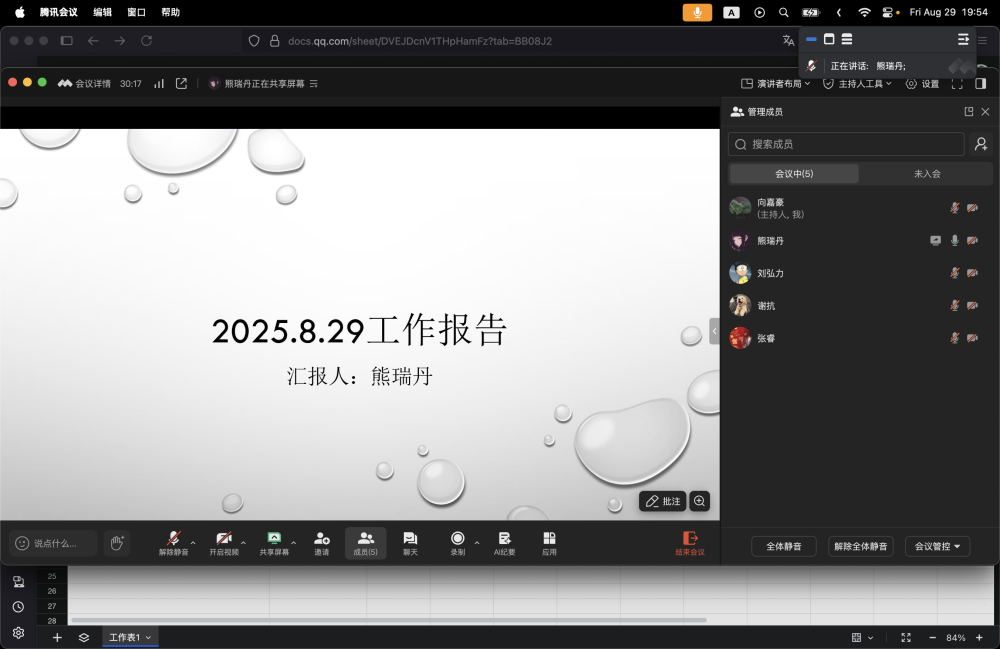 腾讯会议 编辑 窗口 帮助
A Fri Aug 29 19:54
docs.qq.com/sheet/DVEJDcnV1THpHamFz?tab=BB08J2
正在讲话: 熊瑞丹;
会议详情 30:17 熊瑞丹正在共享屏幕
演讲者布局 主持人工具 设置
管理成员
搜索成员
会议中(5) 未入会
向嘉豪
(主持人, 我)
熊瑞丹
刘弘力
谢抗
张睿
2025.8.29工作报告
汇报人：熊瑞丹
批注
说点什么...
解除静音 开启视频 共享屏幕 邀请 成员(5) 聊天 录制 AI纪要 应用 结束会议
全体静音 解除全体静音 会议管控
25
26
27
28
工作表1
84%